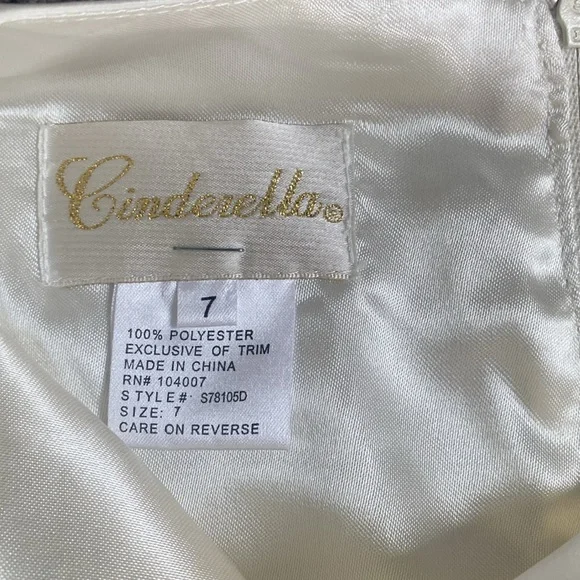 Cinderella®
7
100% POLYESTER
EXCLUSIVE OF TRIM
MADE IN CHINA
RN# 104007
STYLE#: S78105D
SIZE: 7
CARE ON REVERSE